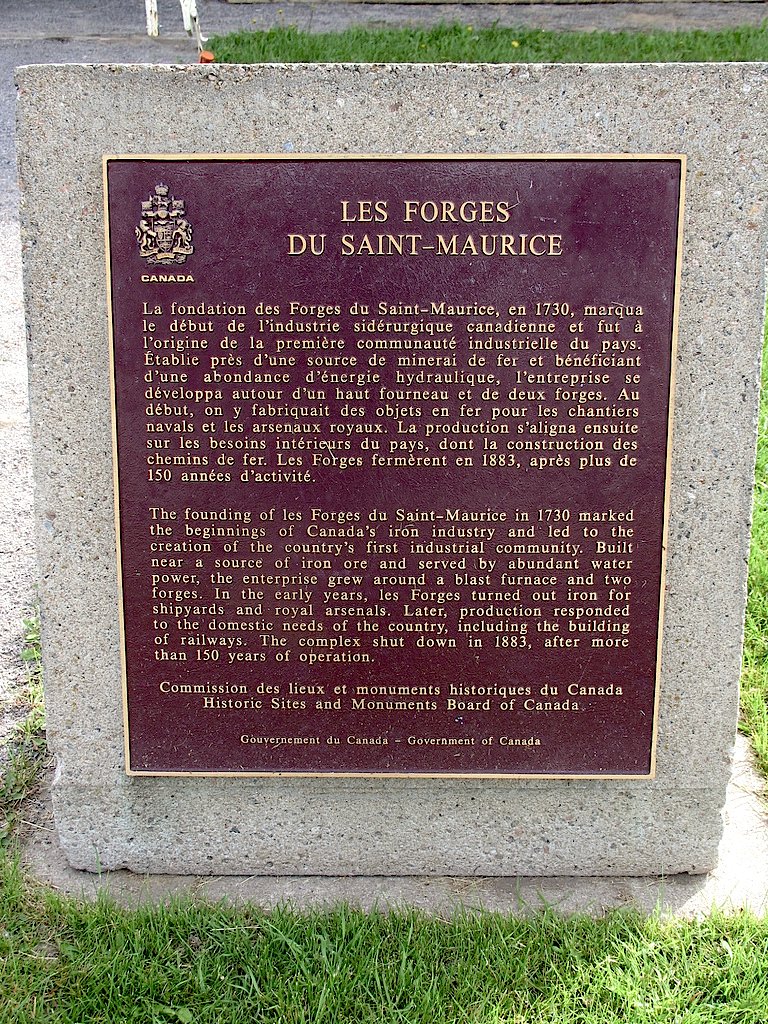 LES FORGES
DU SAINT-MAURICE
CANADA
La fondation des Forges du Saint-Maurice, en 1730, marqua
le début de l'industrie sidérurgique canadienne et fut à
l'origine de la première communauté industrielle du pays.
Établie près d'une source de minerai de fer et bénéficiant
d'une abondance d'énergie hydraulique, l'entreprise se
développa autour d'un haut fourneau et de deux forges. Au
début, on y fabriquait des objets en fer pour les chantiers
navals et les arsenaux royaux. La production s'aligna ensuite
sur les besoins intérieurs du pays, dont la construction des
chemins de fer. Les Forges fermèrent en 1883, après plus de
150 années d'activité.
The founding of les Forges du Saint-Maurice in 1730 marked
the beginnings of Canada's iron industry and led to the
creation of the country's first industrial community. Built
near a source of iron ore and served by abundant water
power, the enterprise grew around a blast furnace and two
forges. In the early years, les Forges turned out iron for
shipyards and royal arsenals. Later, production responded
to the domestic needs of the country, including the building
of railways. The complex shut down in 1883, after more
than 150 years of operation.
Commission des lieux et monuments historiques du Canada
Historic Sites and Monuments Board of Canada
Gouvernement du Canada - Government of Canada